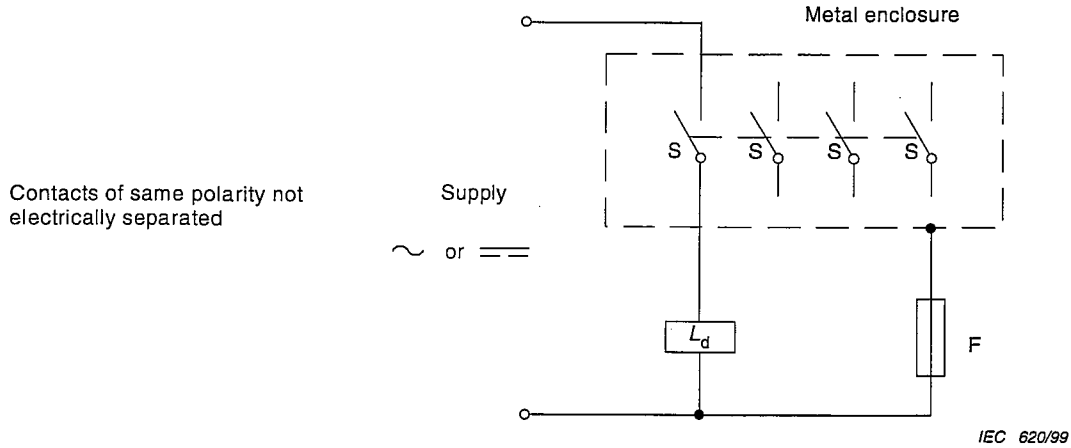 Metal enclosure
S S S S
Contacts of same polarity not
electrically separated
Supply
~ or ⎓
L_d
F
IEC 620/99